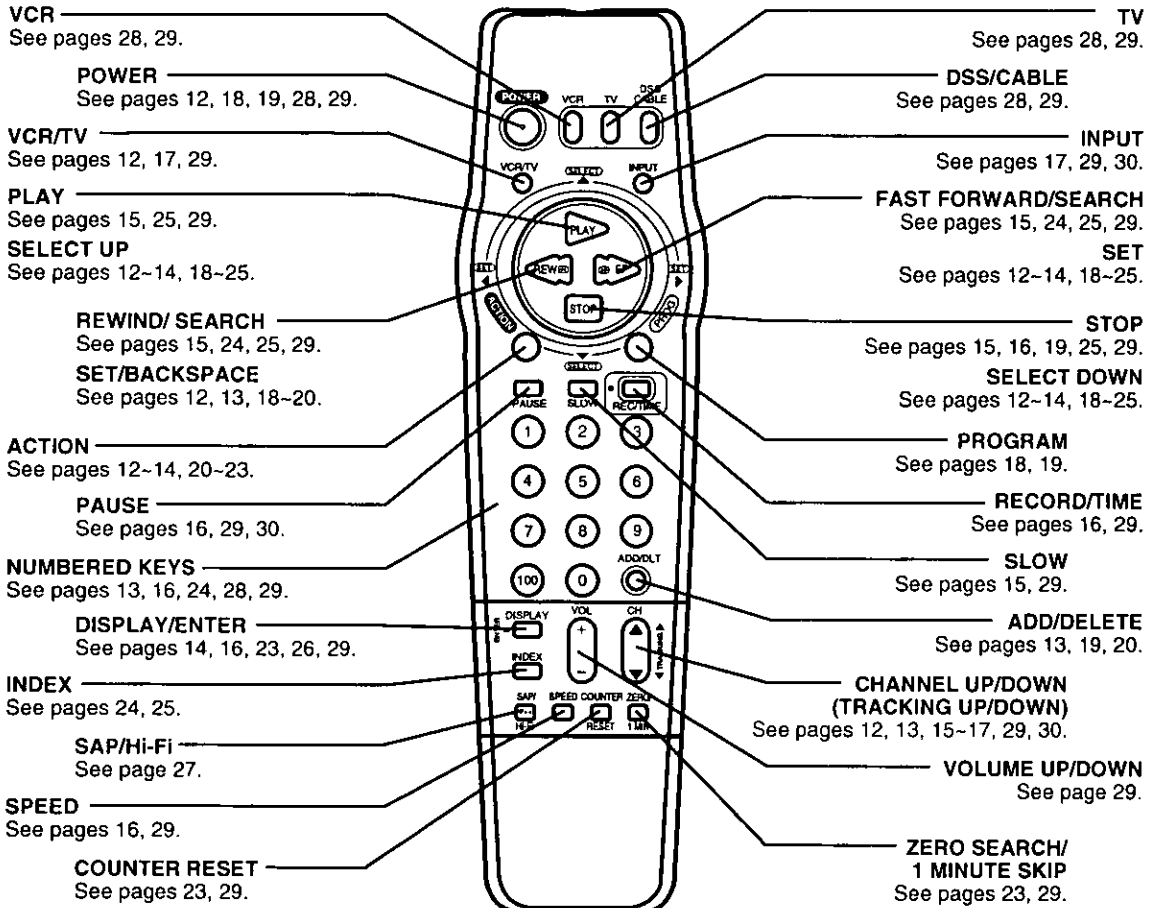 VCR
See pages 28, 29.
POWER
See pages 12, 18, 19, 28, 29.
VCR/TV
See pages 12, 17, 29.
PLAY
See pages 15, 25, 29.
SELECT UP
See pages 12~14, 18~25.
REWIND/ SEARCH
See pages 15, 24, 25, 29.
SET/BACKSPACE
See pages 12, 13, 18~20.
ACTION
See pages 12~14, 20~23.
PAUSE
See pages 16, 29, 30.
NUMBERED KEYS
See pages 13, 16, 24, 28, 29.
DISPLAY/ENTER
See pages 14, 16, 23, 26, 29.
INDEX
See pages 24, 25.
SAP/Hi-Fi
See page 27.
SPEED
See pages 16, 29.
COUNTER RESET
See pages 23, 29.
POWER
VCR TV DSS CABLE
VCR/TV SELECT INPUT
PLAY
SET REW FF SET
STOP
ACTION PROG
SELECT
PAUSE SLOW REC/TIME
1 2 3
4 5 6
7 8 9
ADD/DLT
100 0
DISPLAY VOL CH
ENTER + TRACKING
INDEX −
SAP/ SPEED COUNTER ZERO
HI-FI RESET 1 MIN
TV
See pages 28, 29.
DSS/CABLE
See pages 28, 29.
INPUT
See pages 17, 29, 30.
FAST FORWARD/SEARCH
See pages 15, 24, 25, 29.
SET
See pages 12~14, 18~25.
STOP
See pages 15, 16, 19, 25, 29.
SELECT DOWN
See pages 12~14, 18~25.
PROGRAM
See pages 18, 19.
RECORD/TIME
See pages 16, 29.
SLOW
See pages 15, 29.
ADD/DELETE
See pages 13, 19, 20.
CHANNEL UP/DOWN
(TRACKING UP/DOWN)
See pages 12, 13, 15~17, 29, 30.
VOLUME UP/DOWN
See page 29.
ZERO SEARCH/
1 MINUTE SKIP
See pages 23, 29.